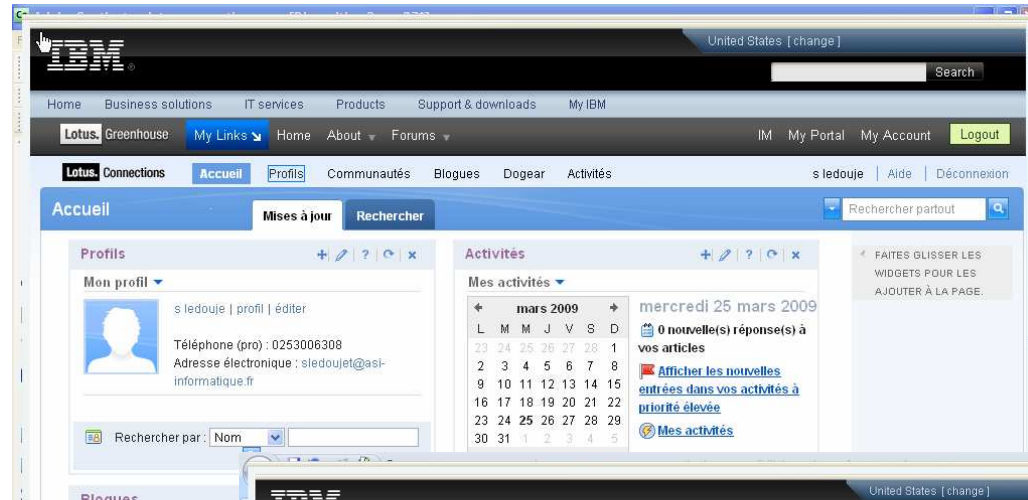 United States [ change ]
IBM ®
Search
Home Business solutions IT services Products Support & downloads My IBM
Lotus. Greenhouse My Links Home About Forums IM My Portal My Account Logout
Lotus. Connections Accueil Profils Communautés Blogues Dogear Activités s ledouje | Aide | Déconnexion
Accueil Mises à jour Rechercher Rechercher partout
Profils
Mon profil
s ledouje | profil | éditer
Téléphone (pro) : 0253006308
Adresse électronique : sledoujet@asi-
informatique.fr
Rechercher par : Nom
Activités
Mes activités
mars 2009
L M M J V S D
23 24 25 26 27 28 1
2 3 4 5 6 7 8
9 10 11 12 13 14 15
16 17 18 19 20 21 22
23 24 25 26 27 28 29
30 31 1 2 3 4 5
mercredi 25 mars 2009
0 nouvelle(s) réponse(s) à
vos articles
Afficher les nouvelles
entrées dans vos activités à
priorité élevée
Mes activités
FAITES GLISSER LES
WIDGETS POUR LES
AJOUTER À LA PAGE.
Blogues
United States [ change ]